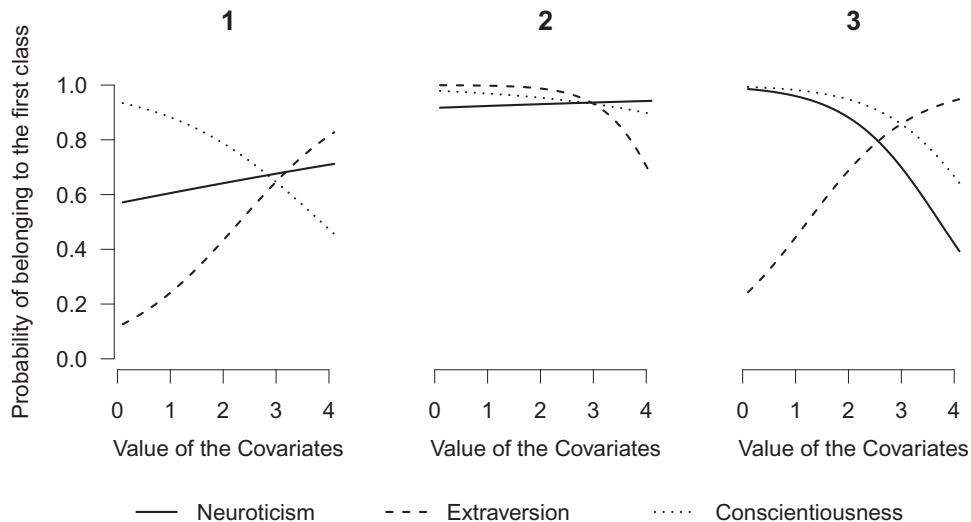 1 2 3
Probability of belonging to the first class
1.0
0.8
0.6
0.4
0.2
0.0
0 1 2 3 4 0 1 2 3 4 0 1 2 3 4
Value of the Covariates Value of the Covariates Value of the Covariates
Neuroticism Extraversion Conscientiousness